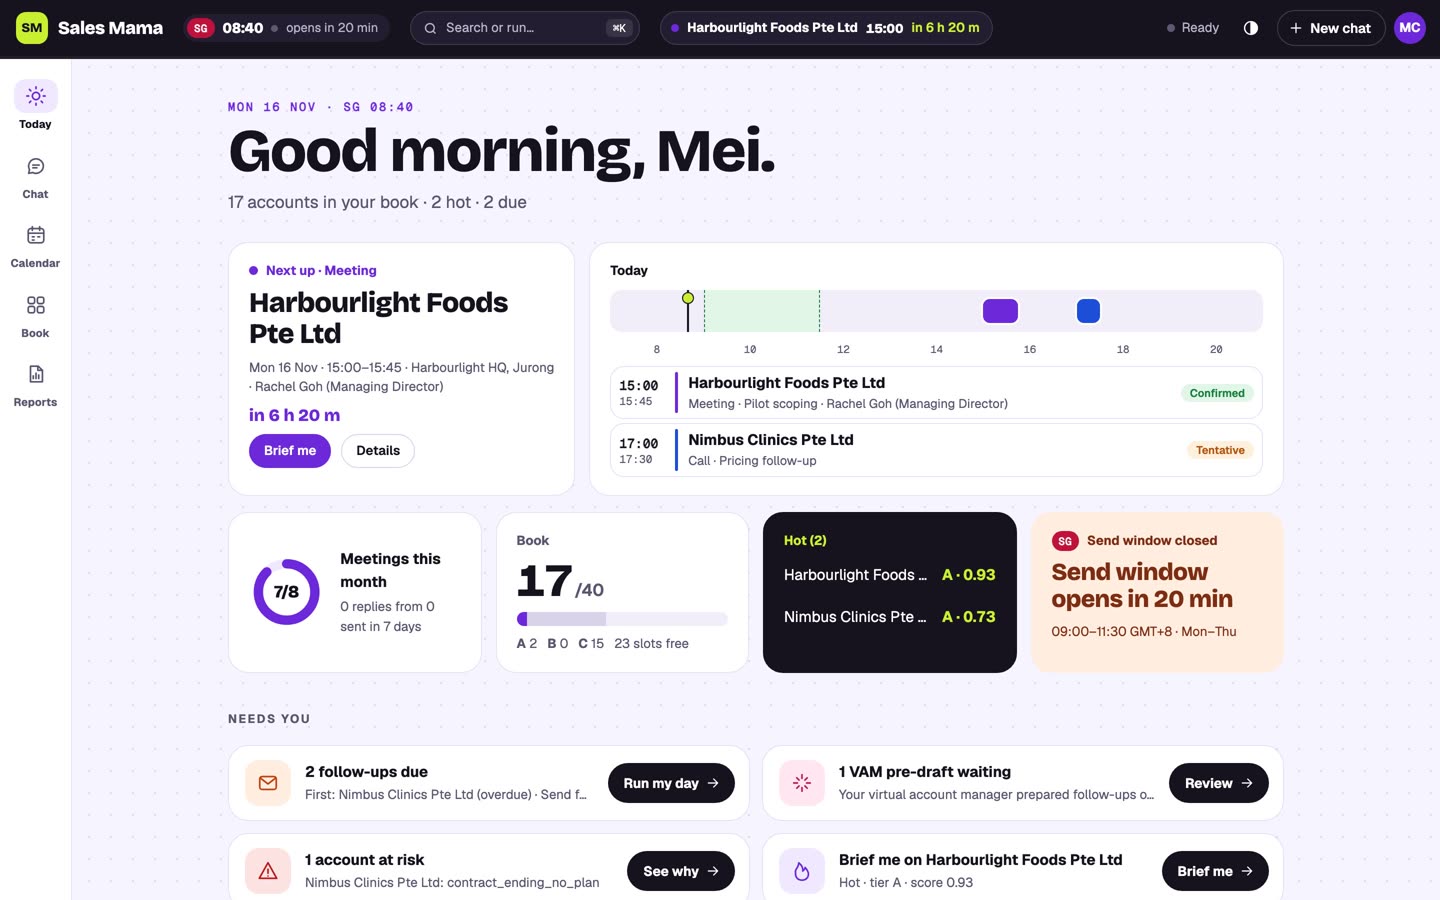 SM Sales Mama SG 08:40 opens in 20 min Search or run... ⌘K Harbourlight Foods Pte Ltd 15:00 in 6 h 20 m Ready New chat MC
Today
Chat
Calendar
Book
Reports
MON 16 NOV · SG 08:40
Good morning, Mei.
17 accounts in your book · 2 hot · 2 due
Next up · Meeting
Harbourlight Foods
Pte Ltd
Mon 16 Nov · 15:00–15:45 · Harbourlight HQ, Jurong
· Rachel Goh (Managing Director)
in 6 h 20 m
Brief me Details
Today
8 10 12 14 16 18 20
15:00 Harbourlight Foods Pte Ltd
15:45 Meeting · Pilot scoping · Rachel Goh (Managing Director)
Confirmed
17:00 Nimbus Clinics Pte Ltd
17:30 Call · Pricing follow-up
Tentative
7/8
Meetings this
month
0 replies from 0
sent in 7 days
Book
17/40
A 2 B 0 C 15 23 slots free
Hot (2)
Harbourlight Foods ... A · 0.93
Nimbus Clinics Pte ... A · 0.73
SG Send window closed
Send window
opens in 20 min
09:00–11:30 GMT+8 · Mon–Thu
NEEDS YOU
2 follow-ups due
First: Nimbus Clinics Pte Ltd (overdue) · Send f...
Run my day →
1 VAM pre-draft waiting
Your virtual account manager prepared follow-ups o...
Review →
1 account at risk
Nimbus Clinics Pte Ltd: contract_ending_no_plan
See why →
Brief me on Harbourlight Foods Pte Ltd
Hot · tier A · score 0.93
Brief me →